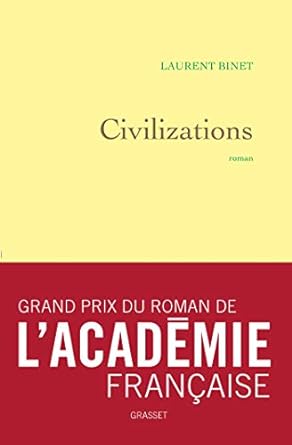 LAURENT BINET
Civilizations
roman
GRAND PRIX DU ROMAN DE
L'ACADÉMIE
FRANÇAISE
GRASSET